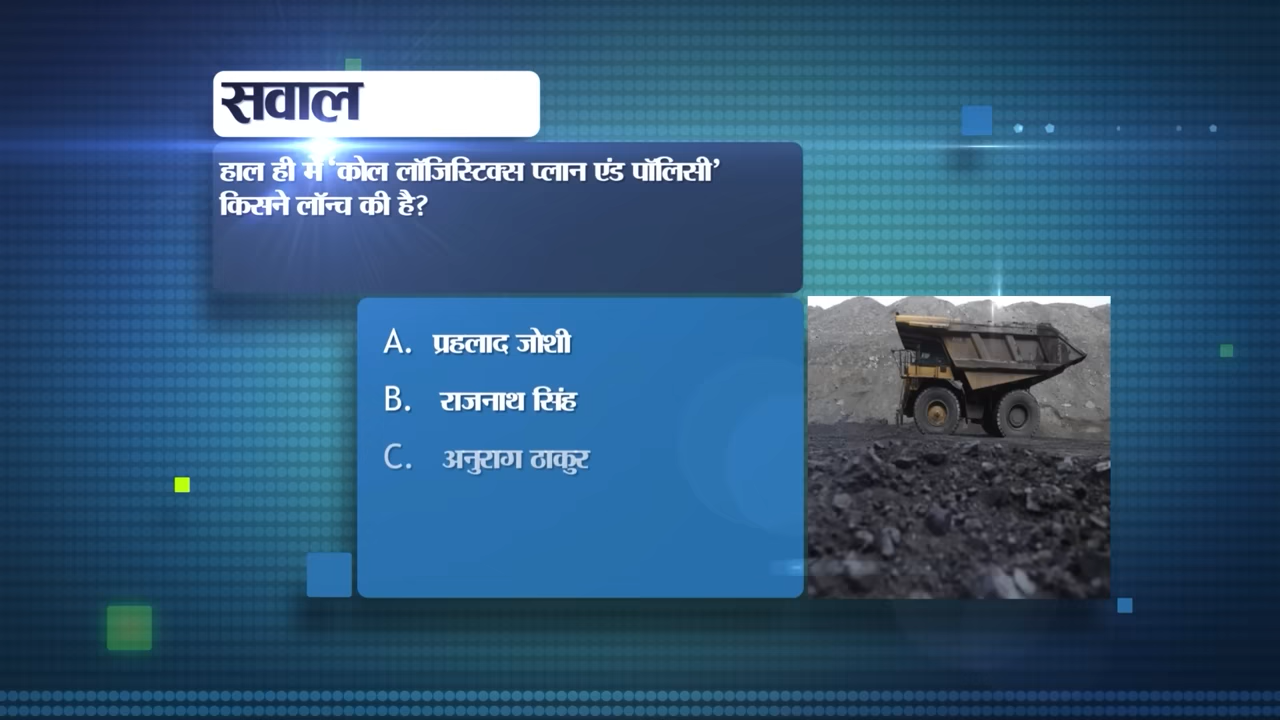 सवाल
हाल ही में ‘कोल लॉजिस्टिक्स प्लान एंड पॉलिसी’
किसने लॉन्च की है?
A. प्रहलाद जोशी
B. राजनाथ सिंह
C. अनुराग ठाकुर